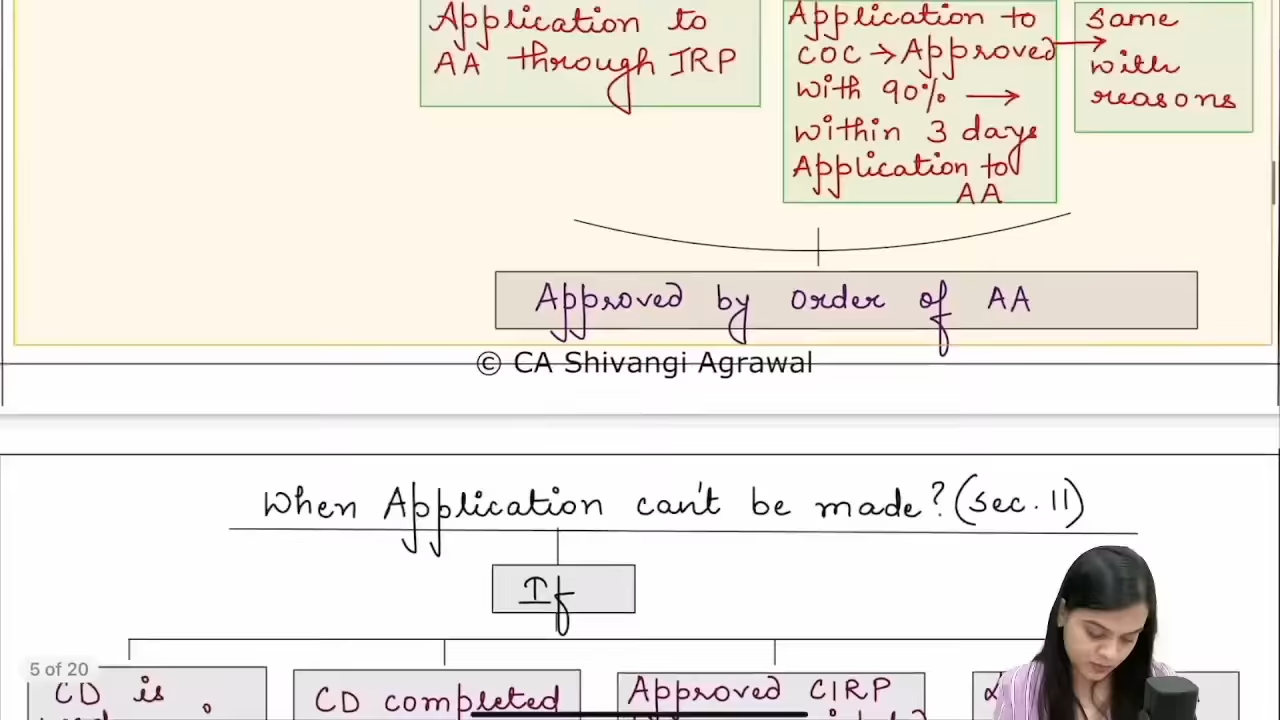 Application to
AA through IRP
Application to
COC → Approved
with 90% →
within 3 days
Application to
AA
Same
with
reasons
Approved by order of AA
© CA Shivangi Agrawal
When Application can't be made? (Sec. 11)
If
5 of 20
CD is
CD completed
Approved CIRP